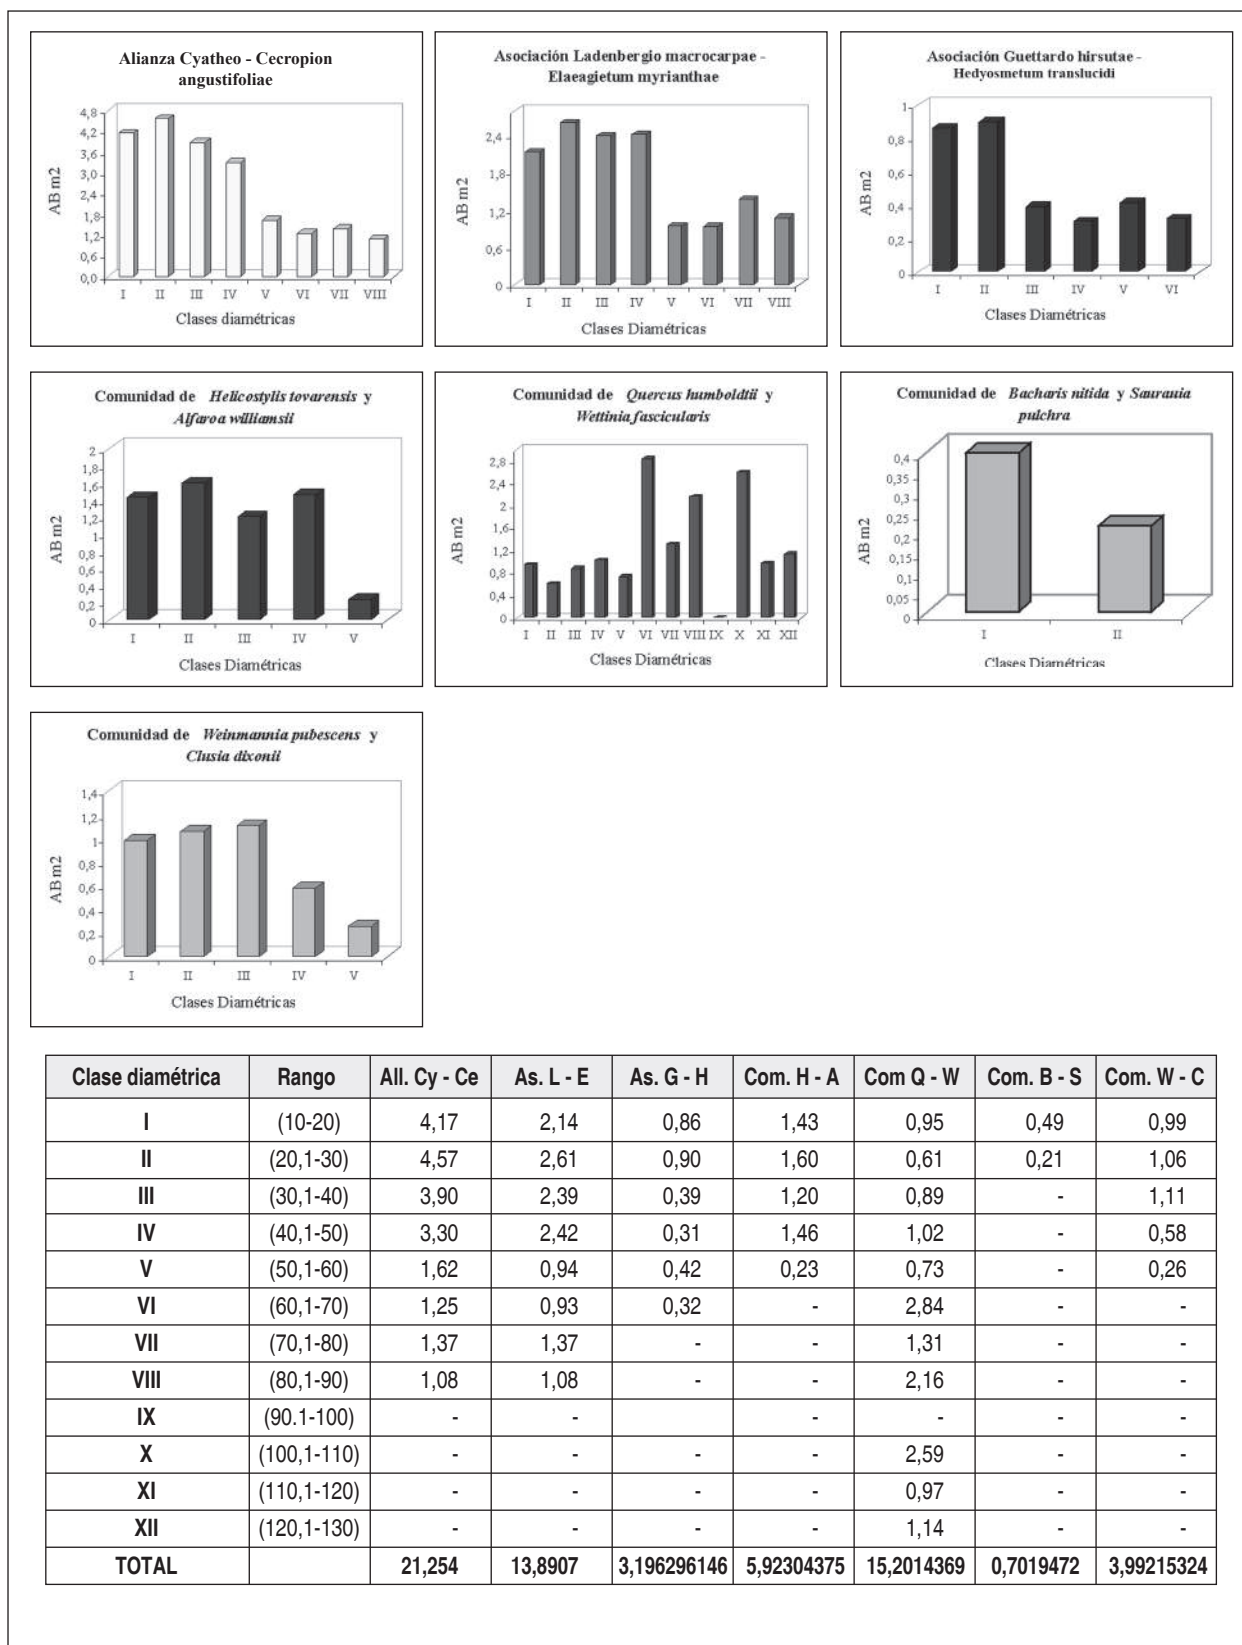 Alianza Cyatheo - Cecropion
angustifoliae
4,8
4,2
3,6
3,0
2,4
1,8
1,2
0,6
0,0
AB m2
I II III IV V VI VII VIII
Clases diamétricas
Asociación Ladenbergio macrocarpae -
Elaeagietum myrianthae
2,4
1,8
1,2
0,6
0
AB m2
I II III IV V VI VII VIII
Clases Diamétricas
Asociación Guettardo hirsutae -
Hedyosmetum translucidi
1
0,8
0,6
0,4
0,2
0
AB m2
I II III IV V VI
Clases Diamétricas
Comunidad de Helicostylis tovarensis y
Alfaroa williamsii
2
1,8
1,6
1,4
1,2
1
0,8
0,6
0,4
0,2
0
AB m2
I II III IV V
Clases Diamétricas
Comunidad de Quercus humboldtii y
Wettinia fascicularis
2,8
2,4
2
1,6
1,2
0,8
0,4
0
AB m2
I II III IV V VI VII VIII IX X XI XII
Clases Diamétricas
Comunidad de Bacharis nitida y Saurauia
pulchra
0,4
0,35
0,3
0,25
0,2
0,15
0,1
0,05
0
AB m2
I II
Clases Diamétricas
Comunidad de Weinmannia pubescens y
Clusia dixonii
1,4
1,2
1
0,8
0,6
0,4
0,2
0
AB m2
I II III IV V
Clases Diamétricas
Clase diamétrica Rango All. Cy - Ce As. L - E As. G - H Com. H - A Com Q - W Com. B - S Com. W - C
I (10-20) 4,17 2,14 0,86 1,43 0,95 0,49 0,99
II (20,1-30) 4,57 2,61 0,90 1,60 0,61 0,21 1,06
III (30,1-40) 3,90 2,39 0,39 1,20 0,89 - 1,11
IV (40,1-50) 3,30 2,42 0,31 1,46 1,02 - 0,58
V (50,1-60) 1,62 0,94 0,42 0,23 0,73 - 0,26
VI (60,1-70) 1,25 0,93 0,32 - 2,84 - -
VII (70,1-80) 1,37 1,37 - - 1,31 - -
VIII (80,1-90) 1,08 1,08 - - 2,16 - -
IX (90.1-100) - - - - - -
X (100,1-110) - - - - 2,59 - -
XI (110,1-120) - - - - 0,97 - -
XII (120,1-130) - - - - 1,14 - -
TOTAL 21,254 13,8907 3,196296146 5,92304375 15,2014369 0,7019472 3,99215324